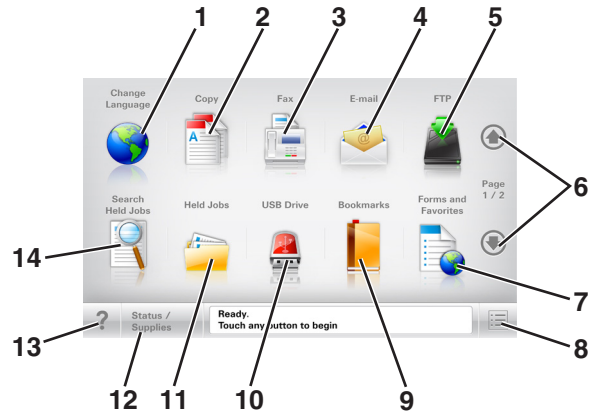 1 2 3 4 5
Change
Language
Copy
Fax
E-mail
FTP
6
Page
1 / 2
Search
Held Jobs
Held Jobs
USB Drive
Bookmarks
Forms and
Favorites
A
@
14
7
?
Status /
Supplies
Ready.
Touch any button to begin
13 12 11 10 9 8